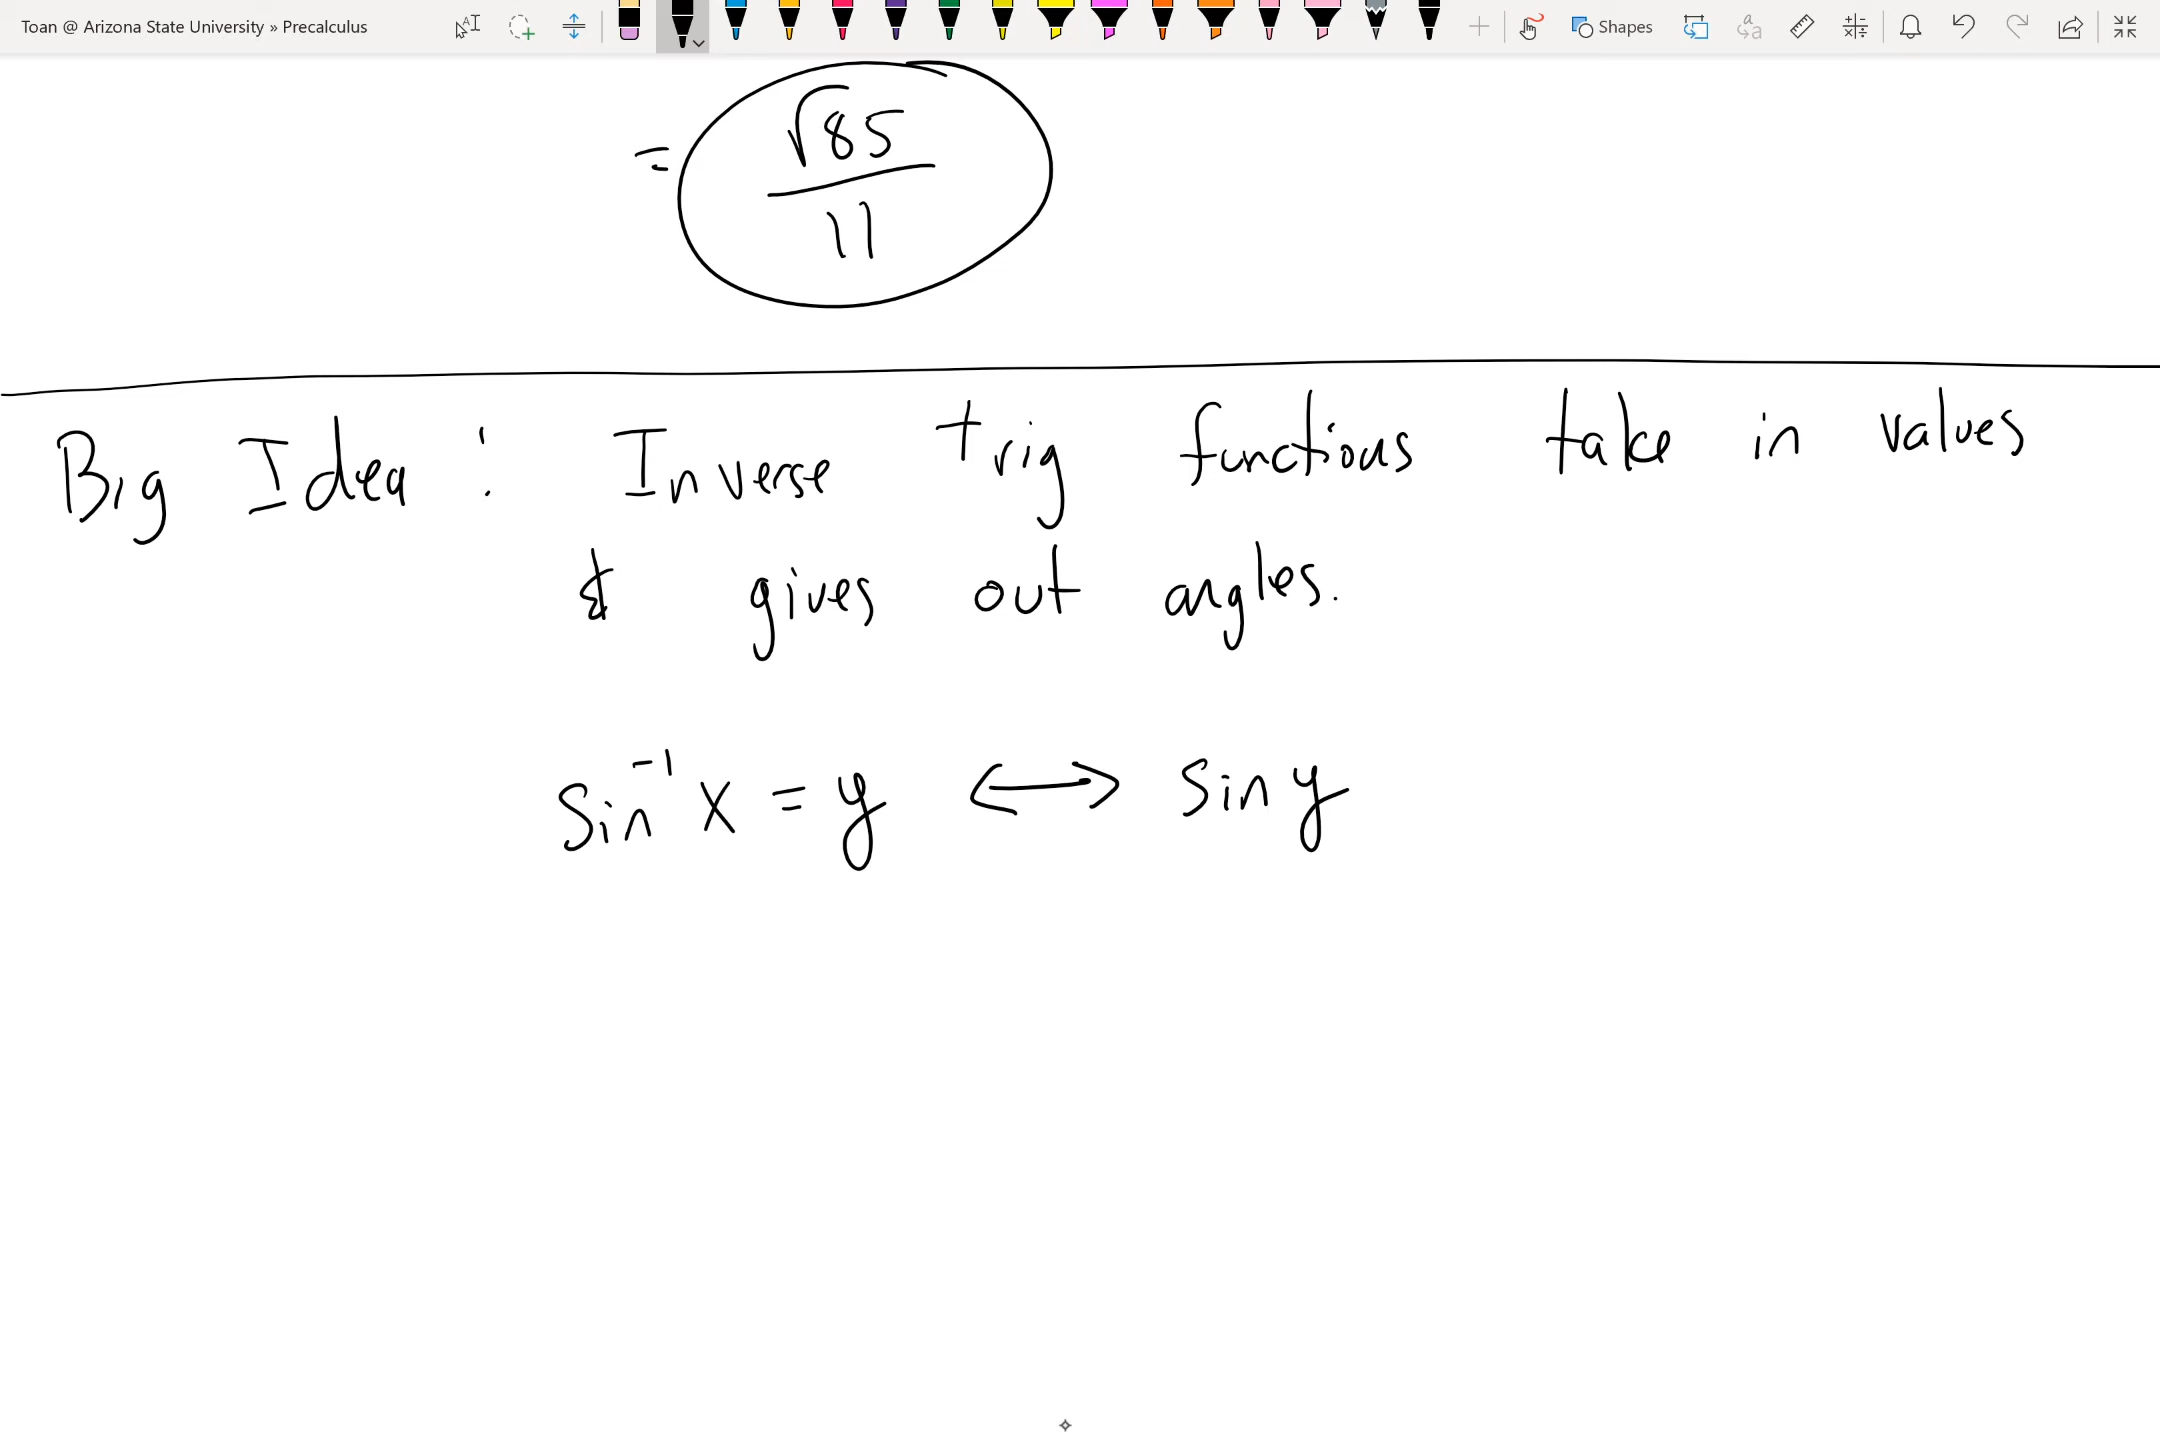 Toan @ Arizona State University » Precalculus
Shapes
= √85 / 11
Big Idea: Inverse trig functions take in values
& gives out angles.
sin⁻¹ x = y ⟷ sin y